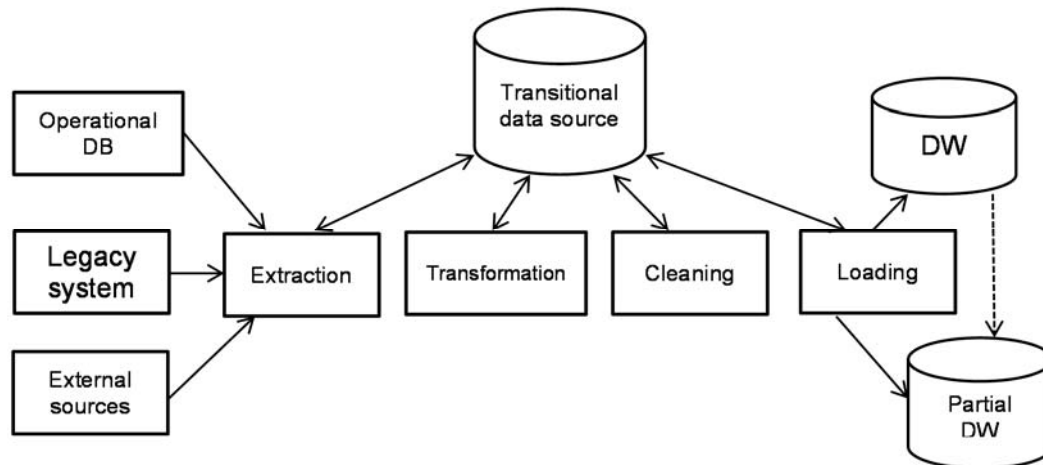 Transitional
data source
Operational
DB
DW
Legacy
system
Extraction
Transformation
Cleaning
Loading
External
sources
Partial
DW